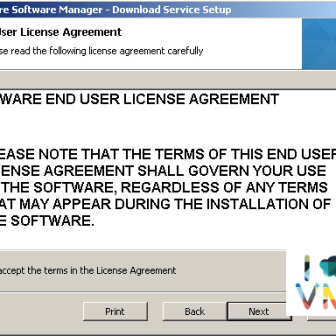 re Software Manager - Download Service Setup
ser License Agreement
se read the following license agreement carefully
WARE END USER LICENSE AGREEMENT
EASE NOTE THAT THE TERMS OF THIS END USER
ENSE AGREEMENT SHALL GOVERN YOUR USE
THE SOFTWARE, REGARDLESS OF ANY TERMS
AT MAY APPEAR DURING THE INSTALLATION OF
E SOFTWARE.
accept the terms in the License Agreement
Print Back Next
I
VM